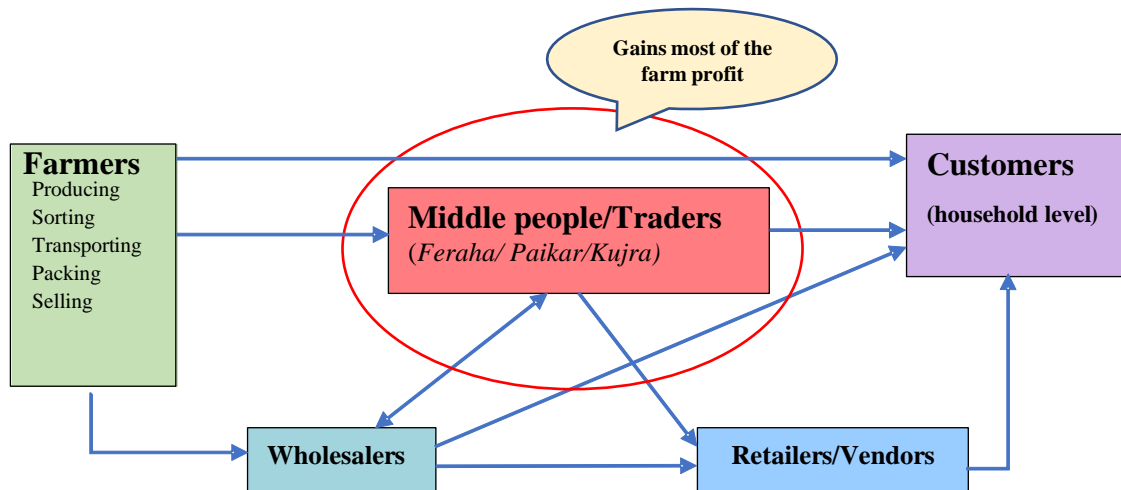 Gains most of the
farm profit
Farmers
Producing
Sorting
Transporting
Packing
Selling
Middle people/Traders
(Feraha/ Paikar/Kujra)
Customers
(household level)
Wholesalers
Retailers/Vendors